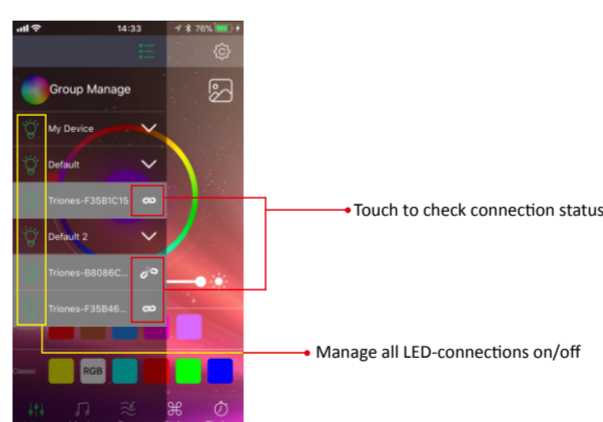 14:33
76%
Group Manage
My Device
Default
Triones-F35B1C15
Default 2
Triones-B8086C...
Triones-F35B46...
Classic
RGB
Touch to check connection status
Manage all LED-connections on/off